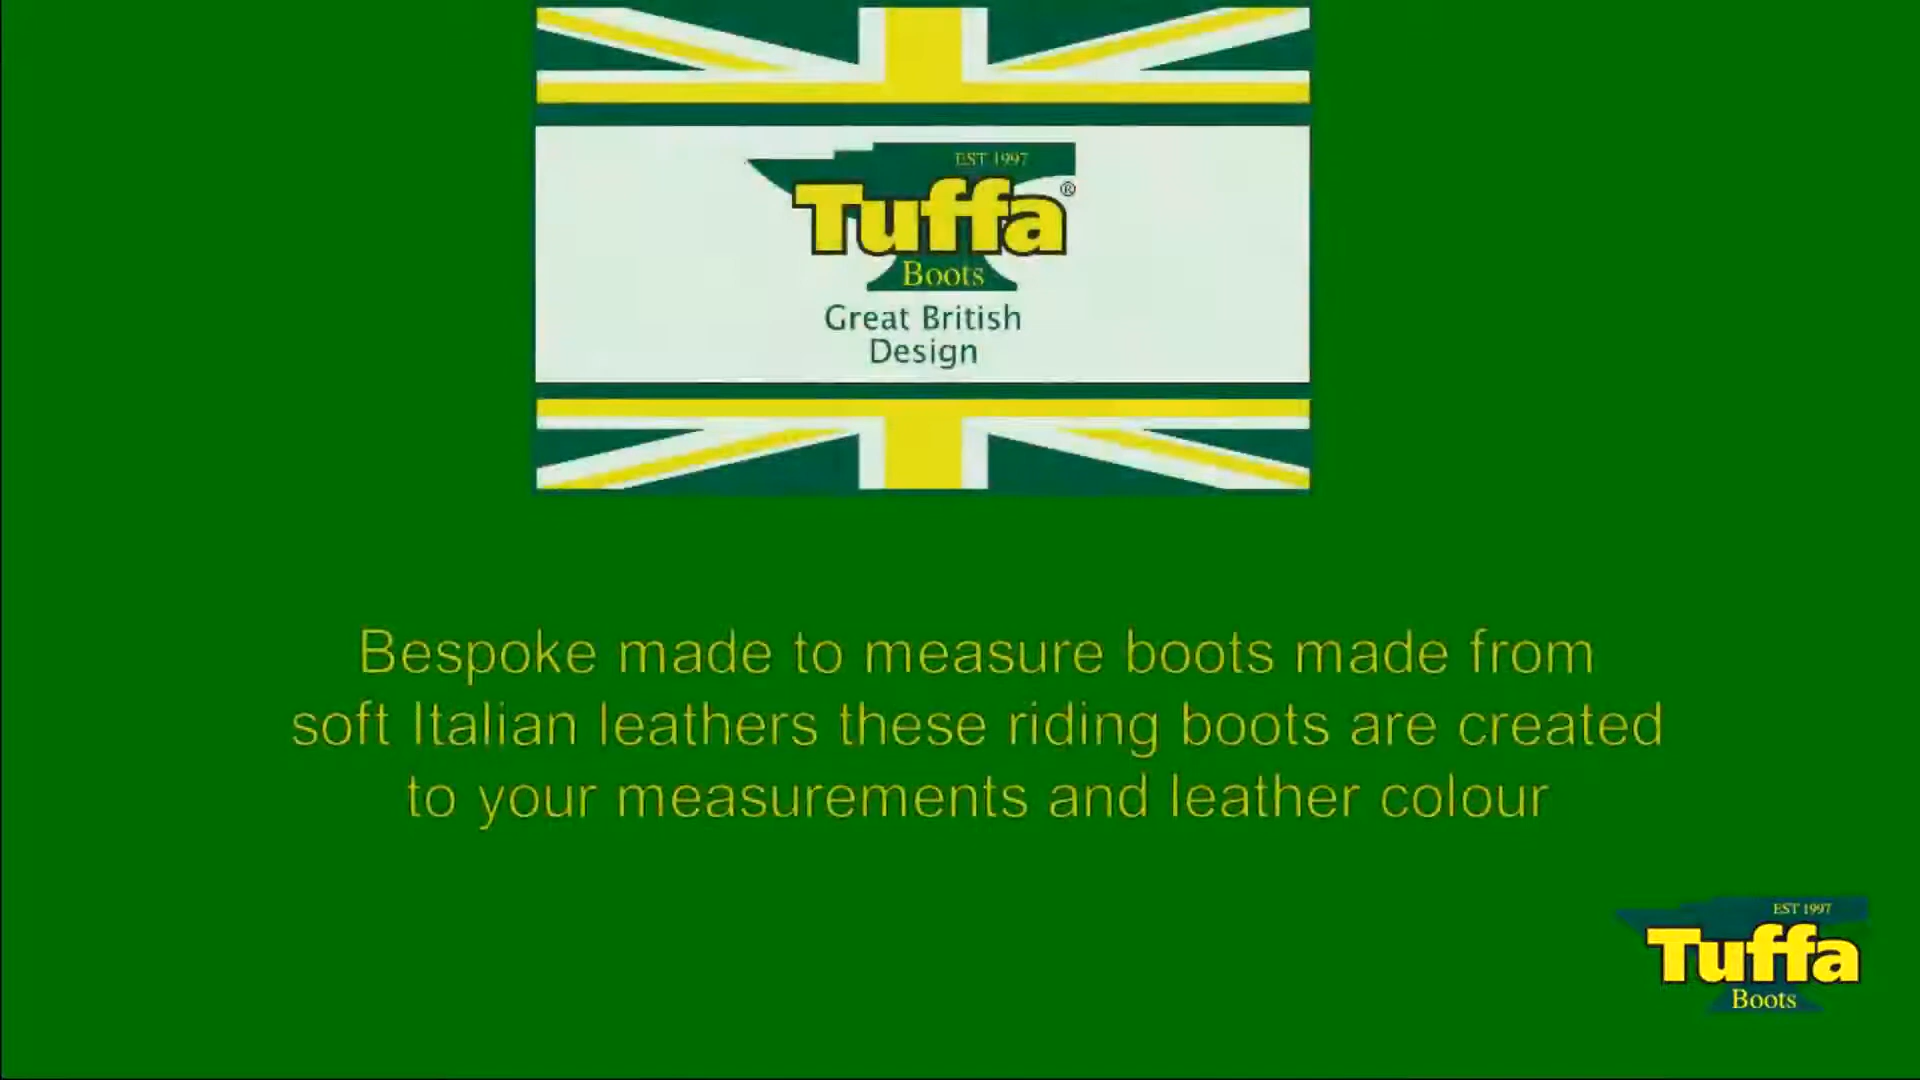 EST 1997
Tuffa®
Boots
Great British
Design
Bespoke made to measure boots made from
soft Italian leathers these riding boots are created
to your measurements and leather colour
EST 1997
Tuffa
Boots